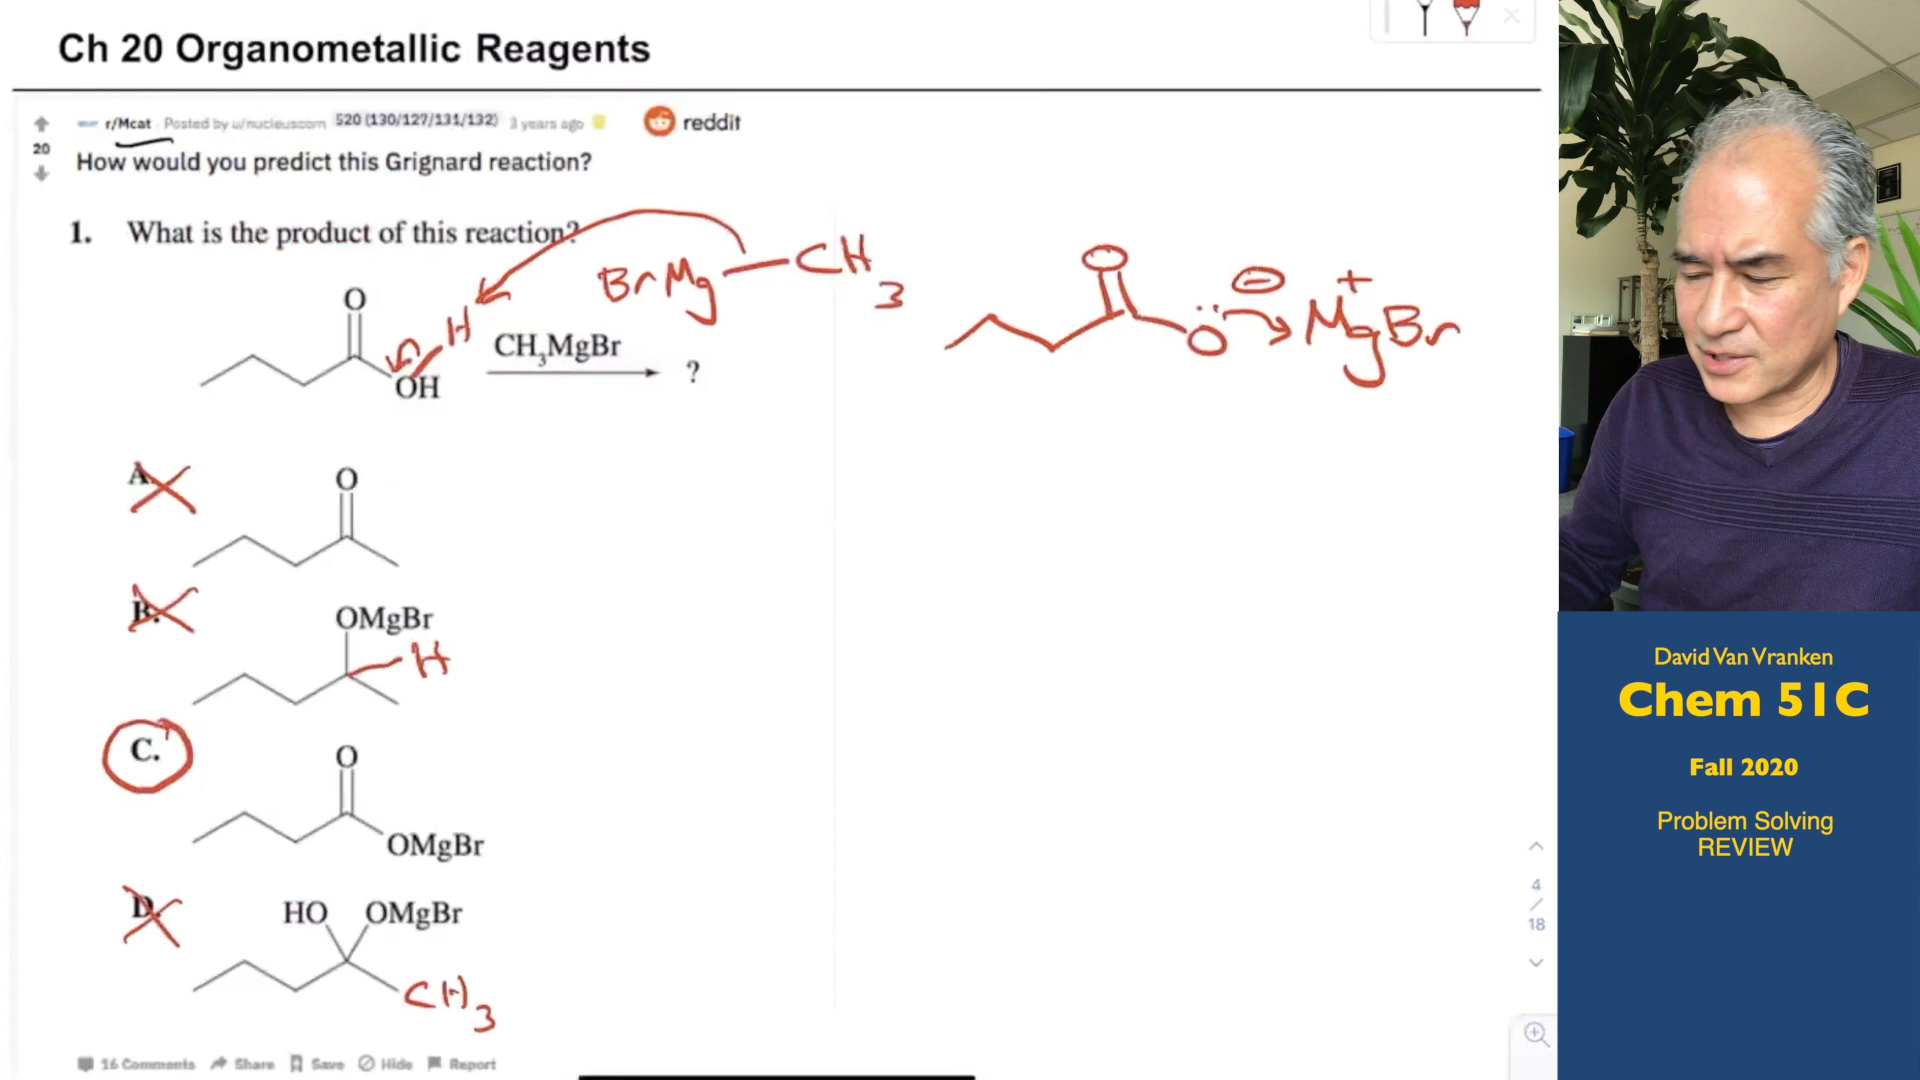 Ch 20 Organometallic Reagents
r/Mcat Posted by u/nucleuscorn 520 (130/127/131/132) 3 years ago reddit
20
How would you predict this Grignard reaction?
1. What is the product of this reaction?
BrMg CH3
O
H
OH
CH3MgBr
?
O
O
⊖
+
MgBr
A.
O
B.
OMgBr
H
C.
O
OMgBr
D.
HO OMgBr
CH3
16 Comments Share Save Hide Report
4
/
18
David Van Vranken
Chem 51C
Fall 2020
Problem Solving
REVIEW